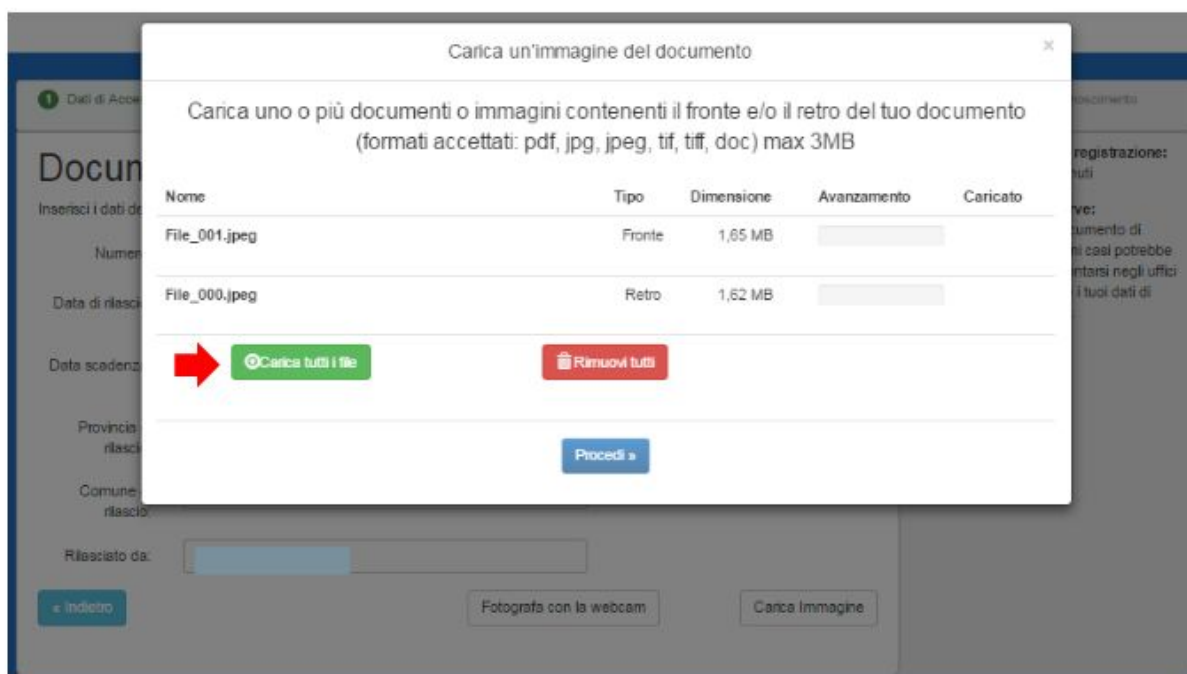 Carica un'immagine del documento ×
Carica uno o più documenti o immagini contenenti il fronte e/o il retro del tuo documento
(formati accettati: pdf, jpg, jpeg, tif, tiff, doc) max 3MB
Nome Tipo Dimensione Avanzamento Caricato
File_001.jpeg Fronte 1,65 MB
File_000.jpeg Retro 1,62 MB
Carica tutti i file Rimuovi tutti
Procedi »
1 Dati di Acce
Docum
registrazione:
nuti
Inserisci i dati de
ve:
cumento di
Numer
ni casi potrebbe
ntarsi negli uffici
Data di rilasci
i tuoi dati di
Data scadenz
Provincia
rilasci
Comune
rilascio:
Rilasciato da:
« Indietro Fotografa con la webcam Carica Immagine